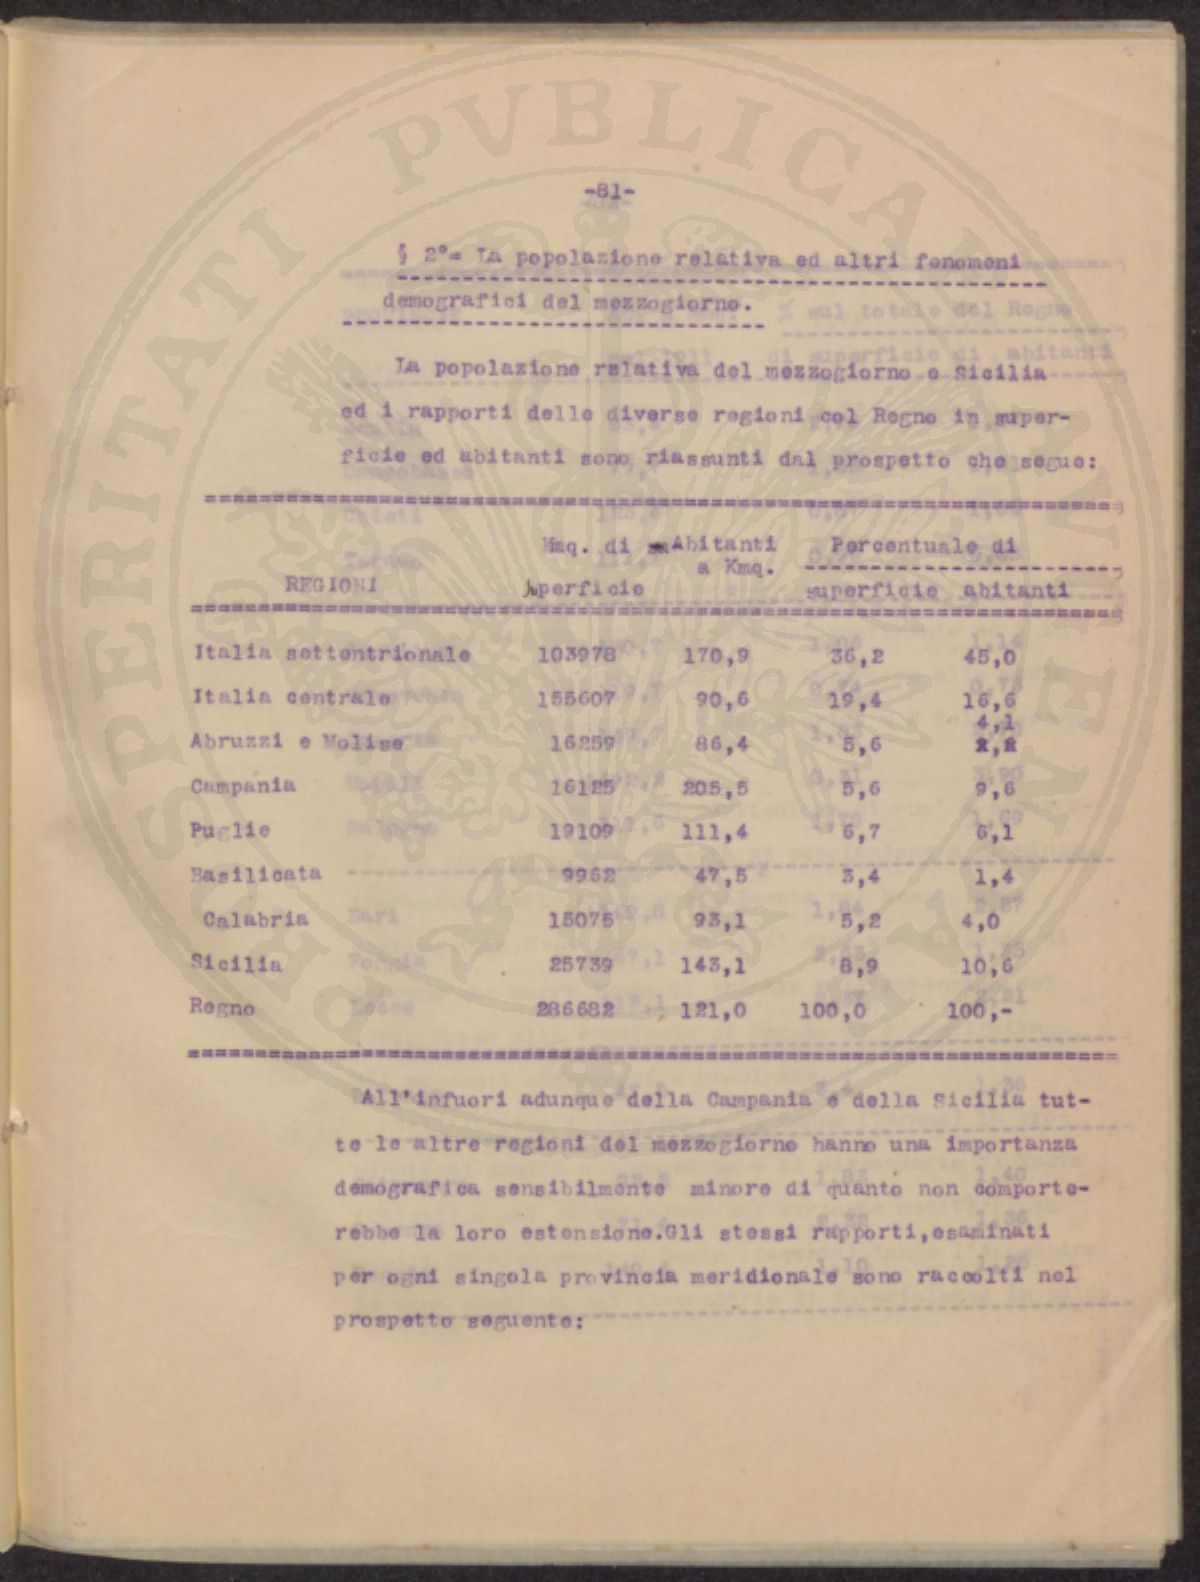 -81-
§ 2°= La popolazione relativa ed altri fenomeni
demografici del mezzogiorno.
La popolazione relativa del mezzogiorno e Sicilia
ed i rapporti delle diverse regioni col Regno in super-
ficie ed abitanti sono riassunti dal prospetto che segue:
Kmq. di su Abitanti Percentuale di
a Kmq.
REGIONI perficie superficie abitanti
Italia settentrionale 103978 170,9 36,2 45,0
Italia centrale 155607 90,6 19,4 16,6
4,1
Abruzzi e Molise 16259 86,4 5,6
Campania 16125 205,5 5,6 9,6
Puglie 19109 111,4 6,7 6,1
Basilicata 9962 47,5 3,4 1,4
Calabria 15075 93,1 5,2 4,0
Sicilia 25739 143,1 8,9 10,6
Regno 286682 121,0 100,0 100,-
All'infuori adunque della Campania e della Sicilia tut-
te le altre regioni del mezzogiorno hanno una importanza
demografica sensibilmente minore di quanto non comporte-
rebbe la loro estensione.Gli stessi rapporti,esaminati
per ogni singola provincia meridionale sono raccolti nel
prospetto seguente:
PERITATI PVBLICAE